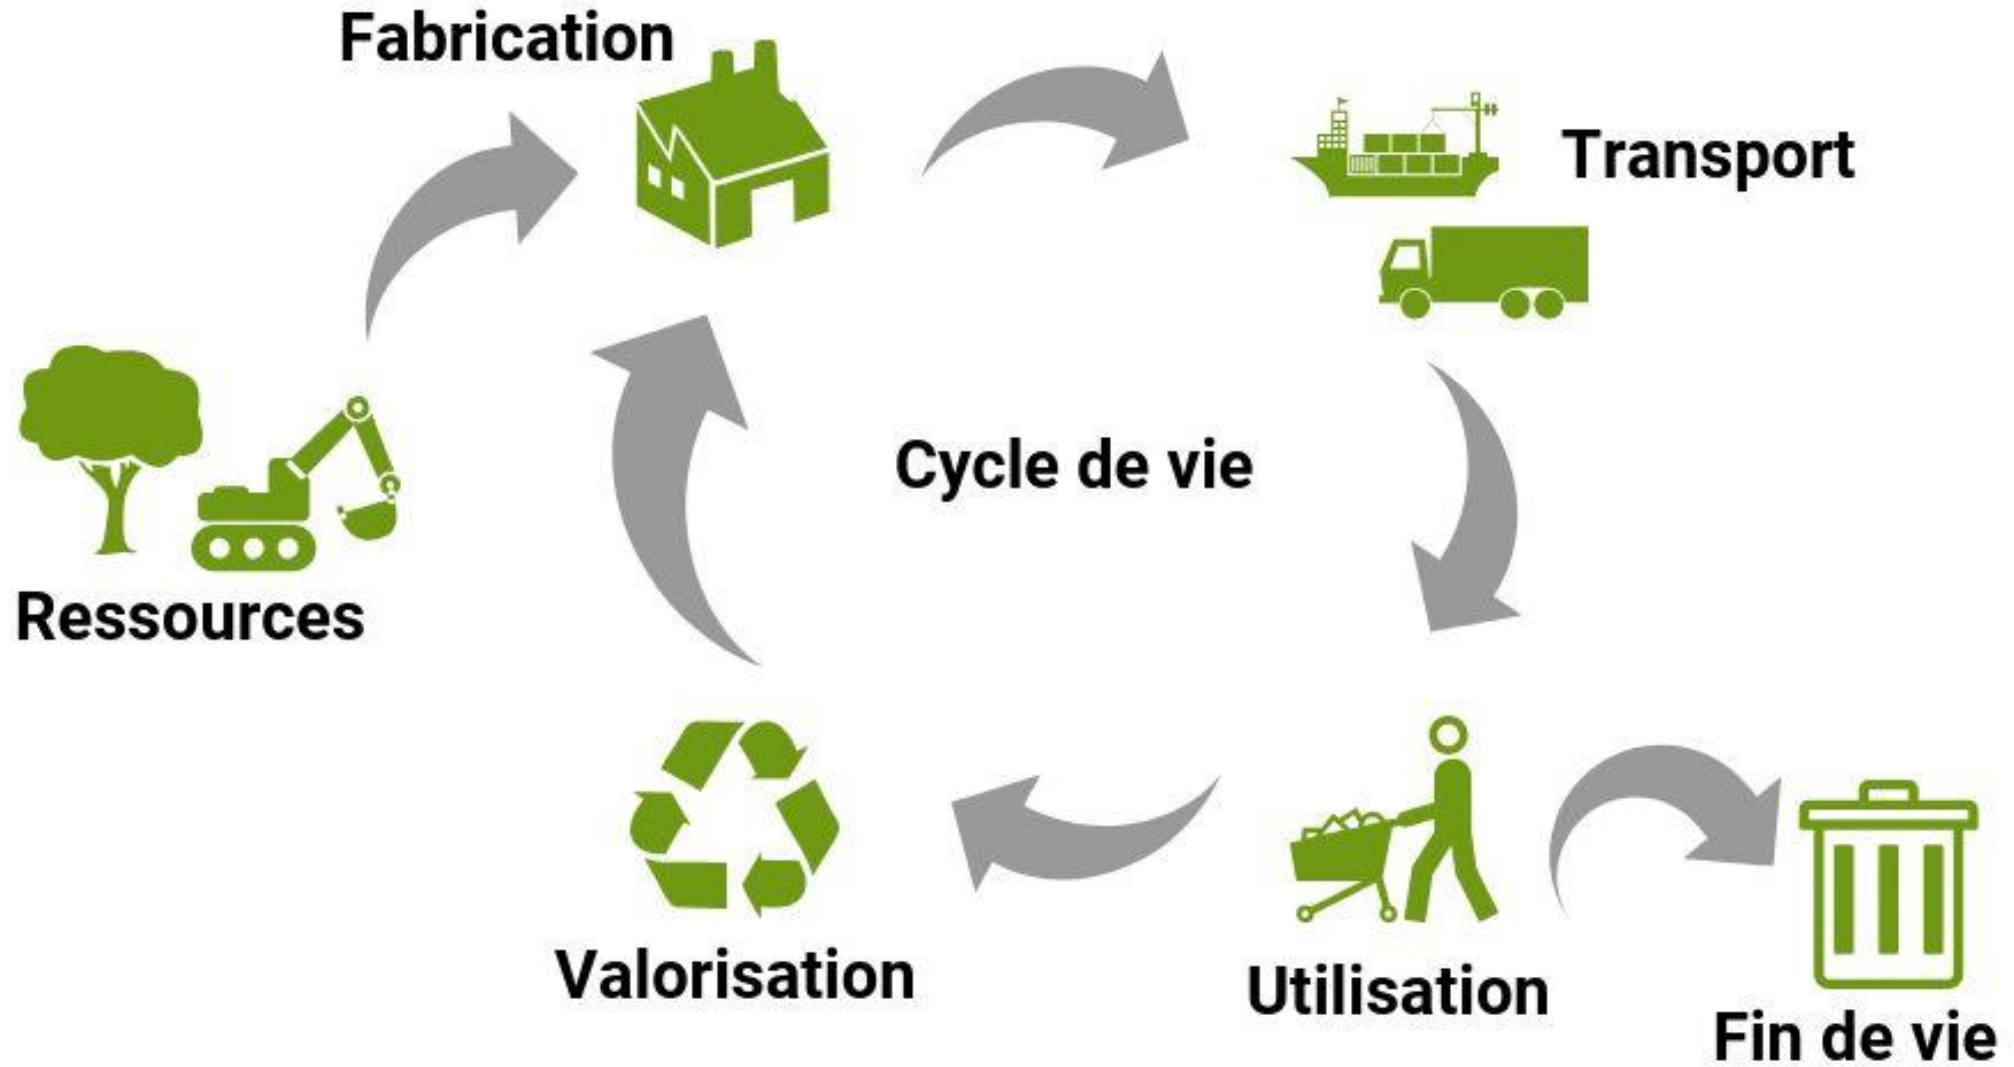 Fabrication
Transport
Cycle de vie
Ressources
Valorisation
Utilisation
Fin de vie